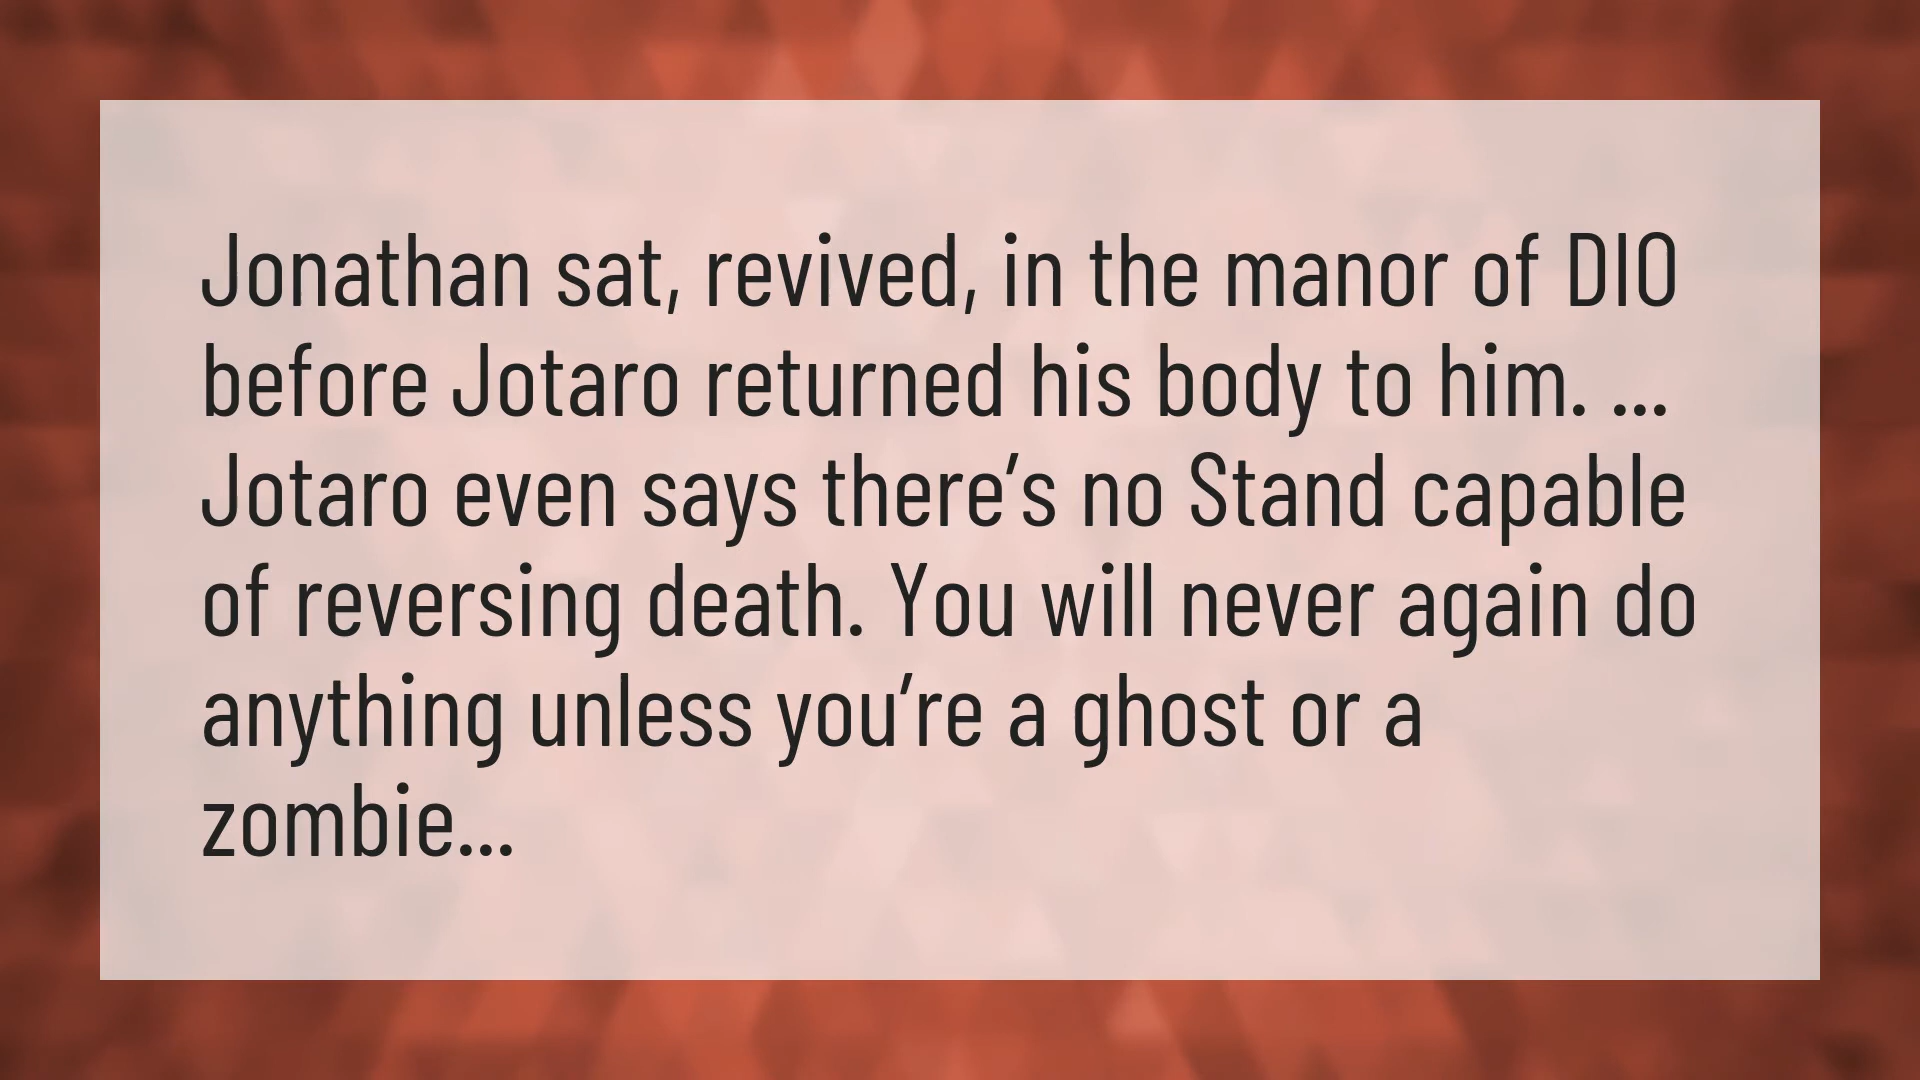 Jonathan sat, revived, in the manor of DIO
before Jotaro returned his body to him. ...
Jotaro even says there’s no Stand capable
of reversing death. You will never again do
anything unless you’re a ghost or a
zombie...